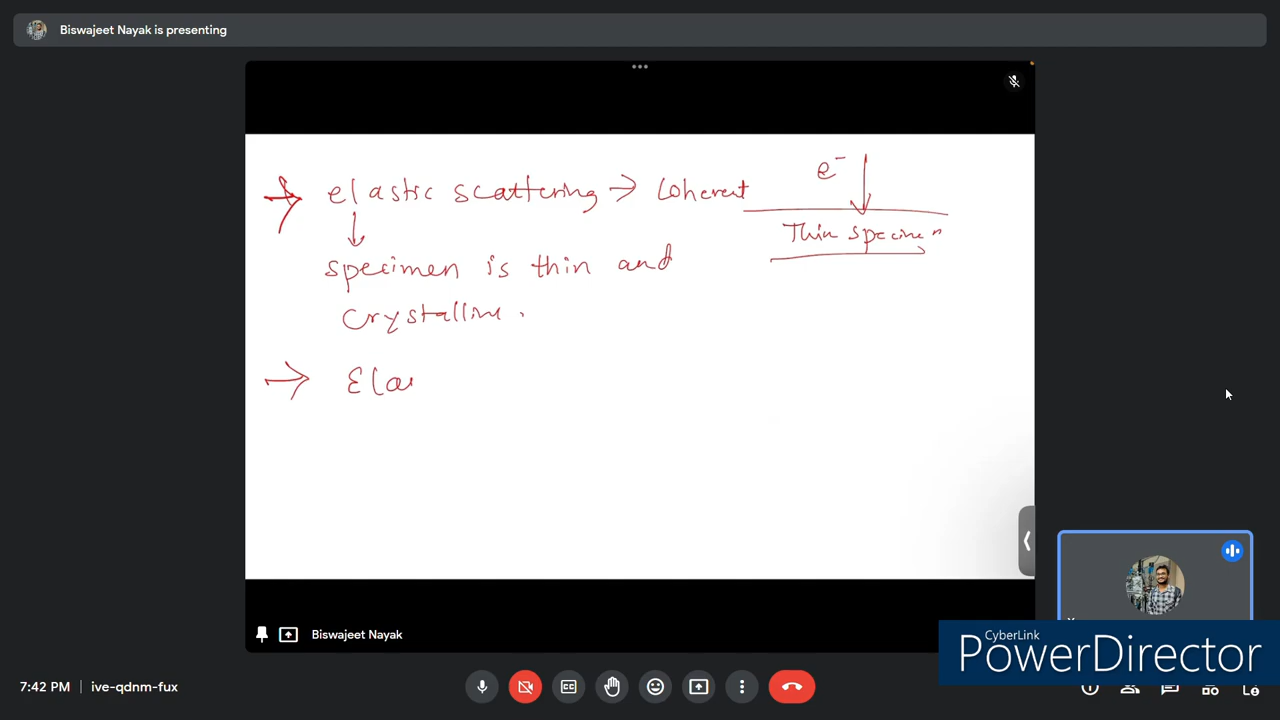 Biswajeet Nayak is presenting
elastic scattering → Coherent
e⁻
Thin specimen
specimen is thin and
crystalline.
→ Ela
Biswajeet Nayak
7:42 PM | ive-qdnm-fux
CyberLink
PowerDirector